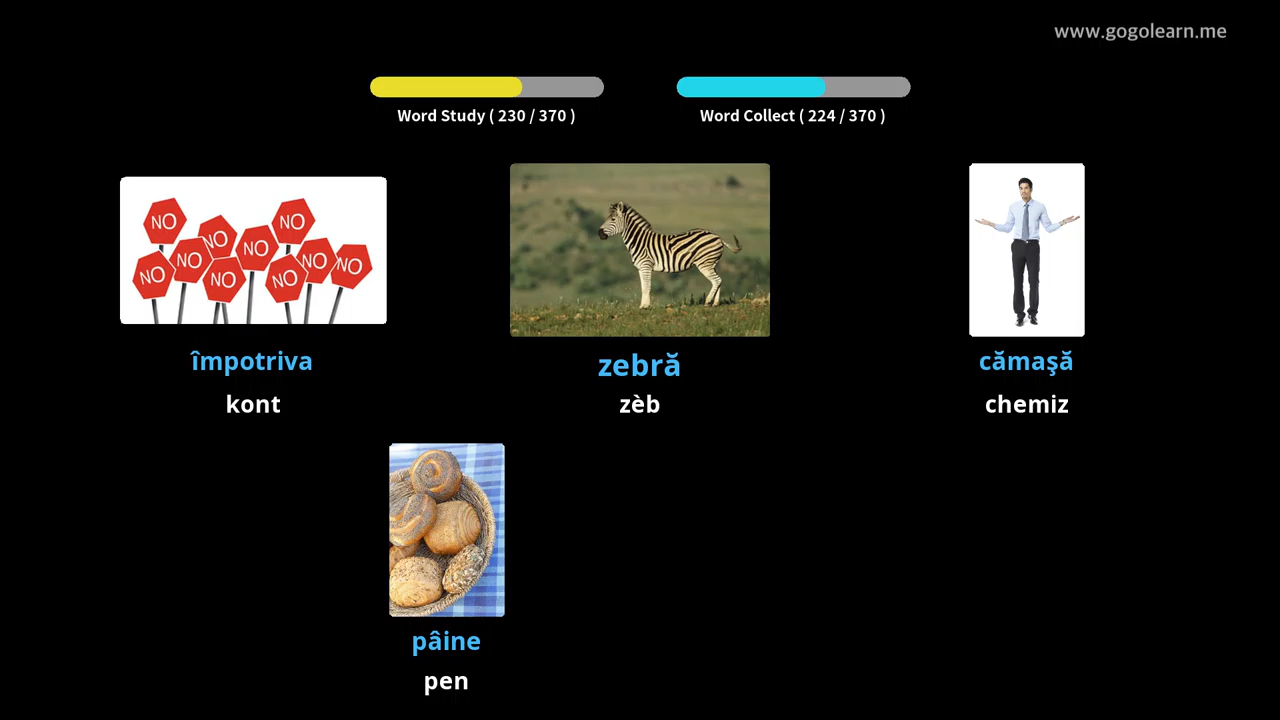 www.gogolearn.me
Word Study ( 230 / 370 )
Word Collect ( 224 / 370 )
NO
NO
NO
NO
NO
NO
NO
NO
NO
NO
împotriva
zebră
cămaşă
kont
zèb
chemiz
pâine
pen